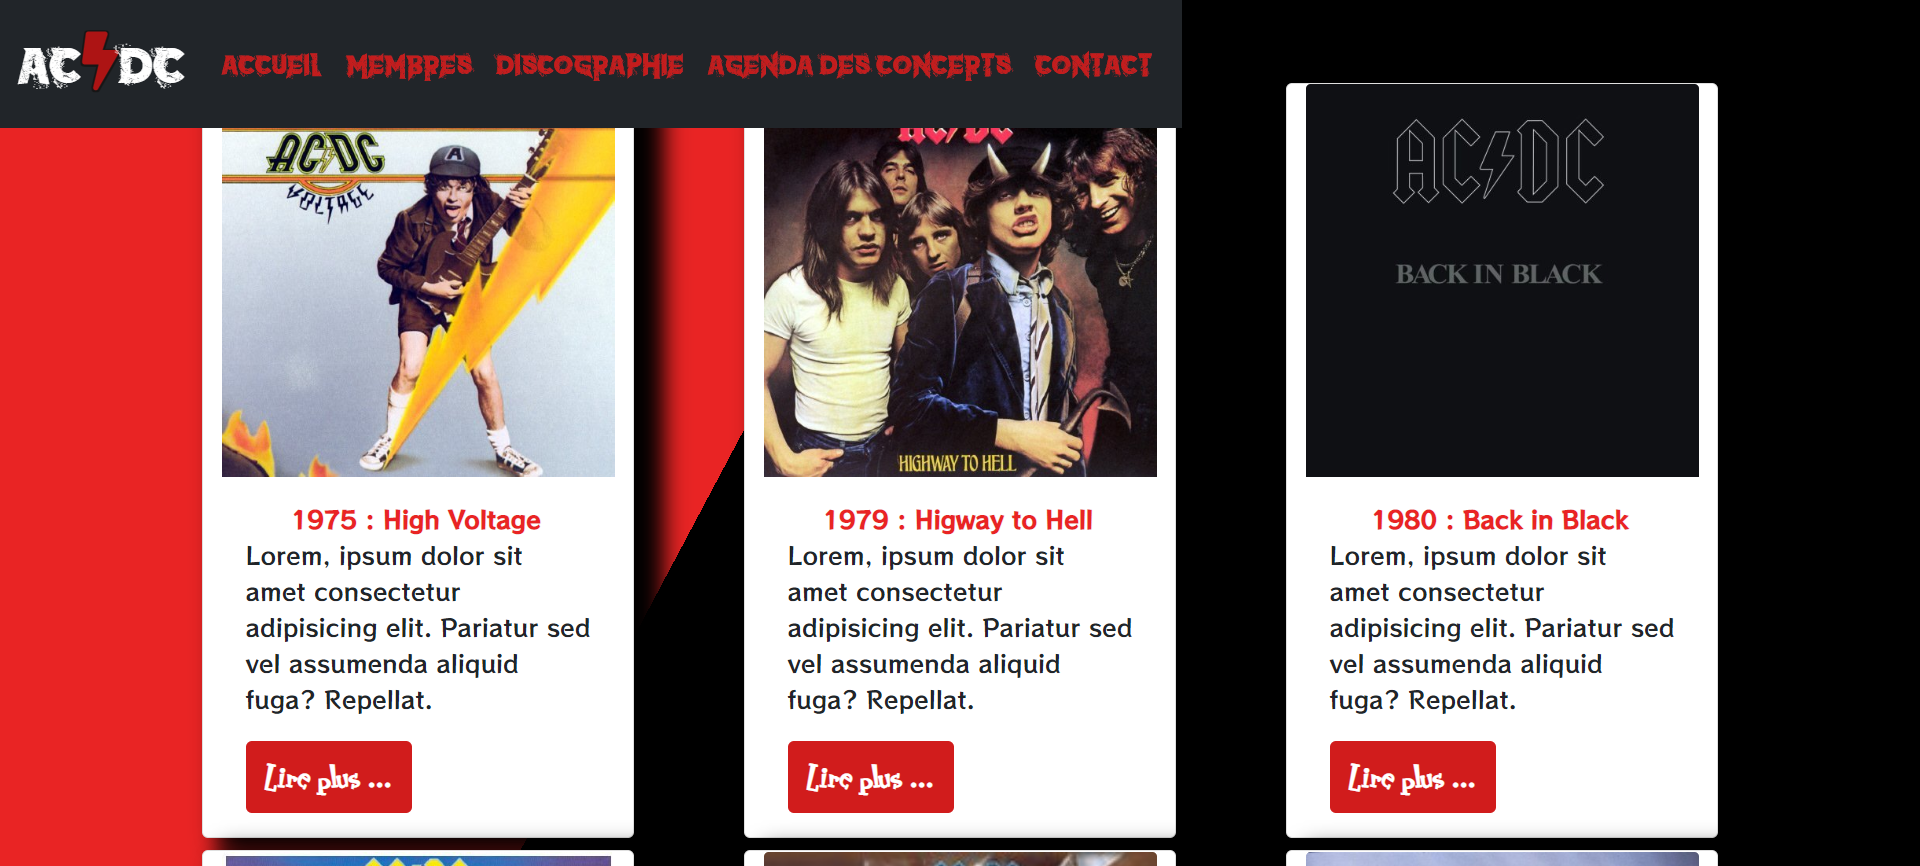 AC DC ACCUEIL MEMBRES DISCOGRAPHIE AGENDA DES CONCERTS CONTACT
AC DC
VOLTAGE
A
AC/DC
HIGHWAY TO HELL
AC DC
BACK IN BLACK
1975 : High Voltage
Lorem, ipsum dolor sit
amet consectetur
adipisicing elit. Pariatur sed
vel assumenda aliquid
fuga? Repellat.
Lire plus ...
1979 : Higway to Hell
Lorem, ipsum dolor sit
amet consectetur
adipisicing elit. Pariatur sed
vel assumenda aliquid
fuga? Repellat.
Lire plus ...
1980 : Back in Black
Lorem, ipsum dolor sit
amet consectetur
adipisicing elit. Pariatur sed
vel assumenda aliquid
fuga? Repellat.
Lire plus ...